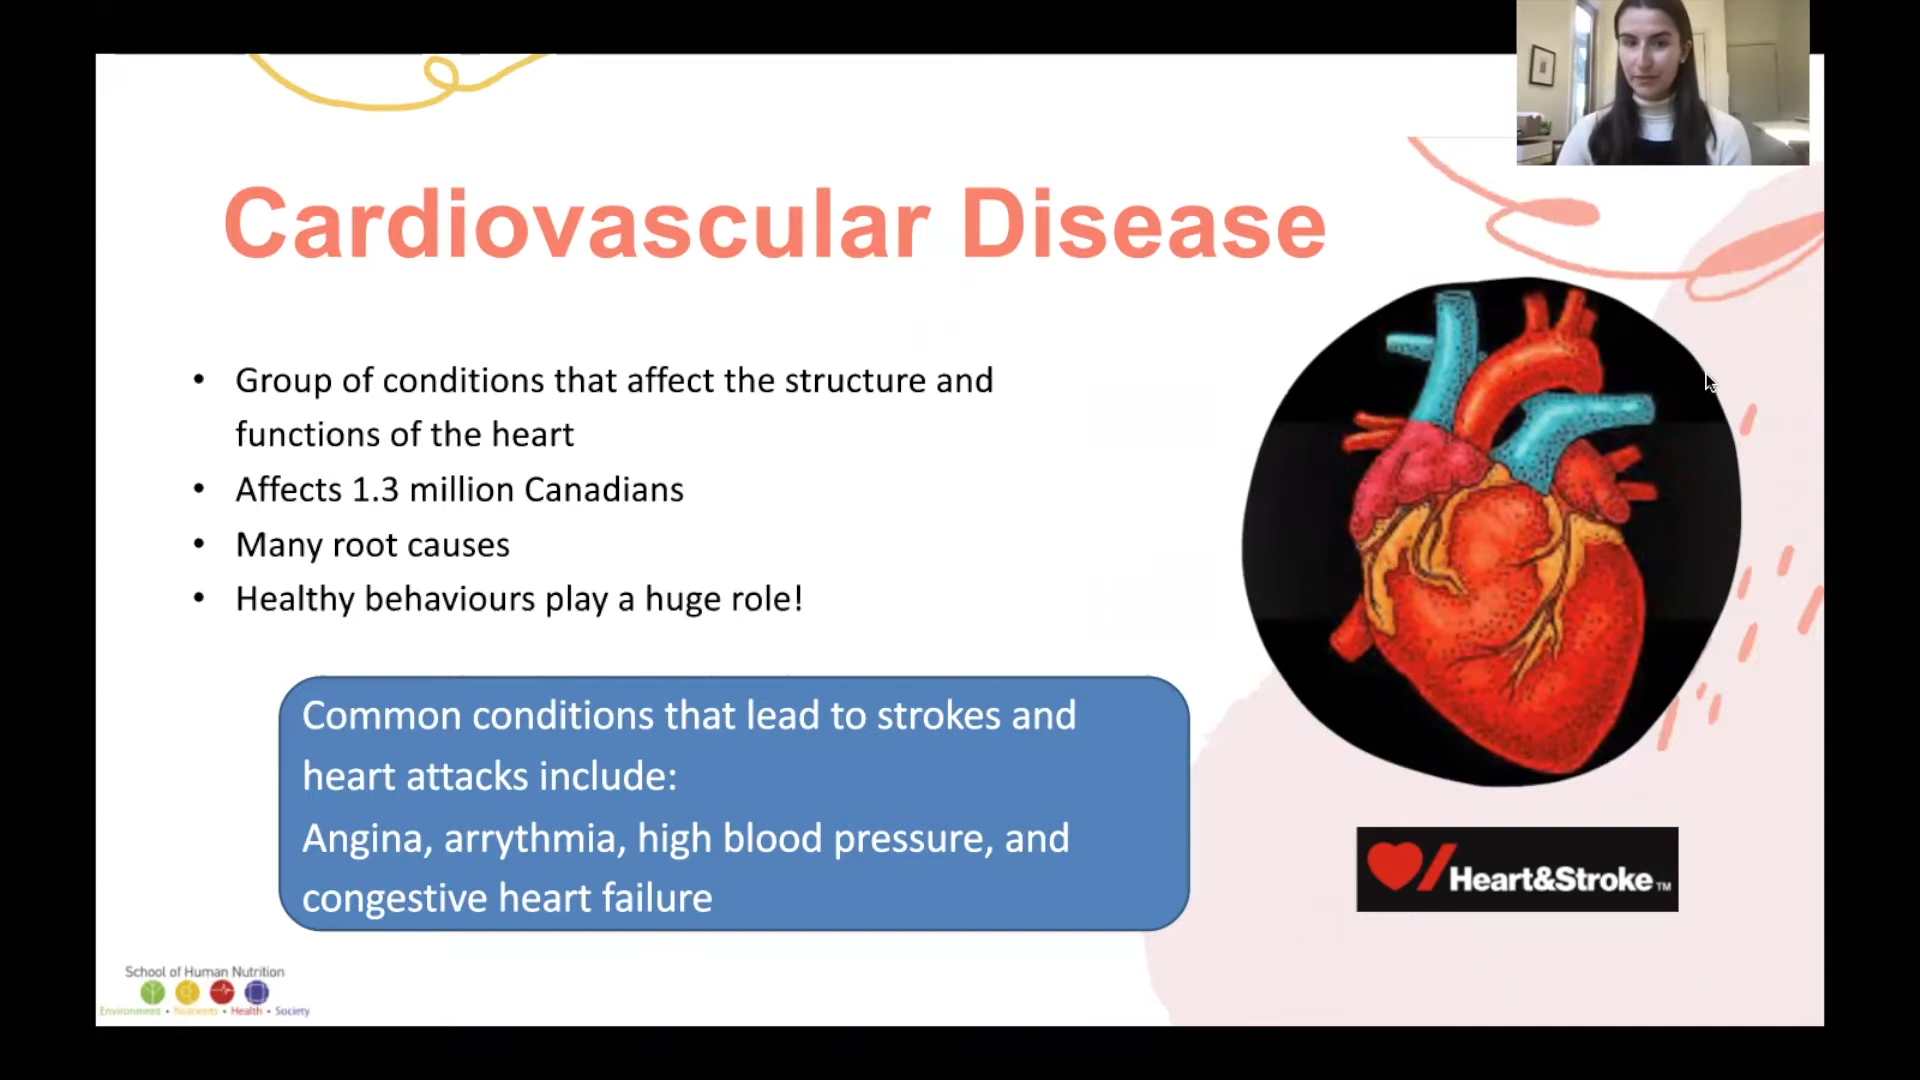 Cardiovascular Disease
• Group of conditions that affect the structure and
functions of the heart
• Affects 1.3 million Canadians
• Many root causes
• Healthy behaviours play a huge role!
Common conditions that lead to strokes and
heart attacks include:
Angina, arrythmia, high blood pressure, and
congestive heart failure
Heart&Stroke™
School of Human Nutrition
Environment • Nutrients • Health • Society